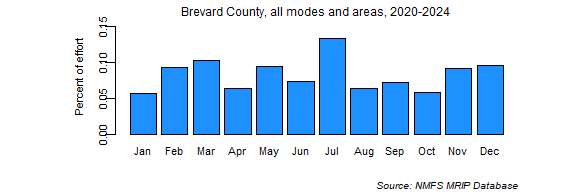 Brevard County, all modes and areas, 2020-2024
Percent of effort
0.15
0.10
0.05
0.00
Jan Feb Mar Apr May Jun Jul Aug Sep Oct Nov Dec
Source: NMFS MRIP Database